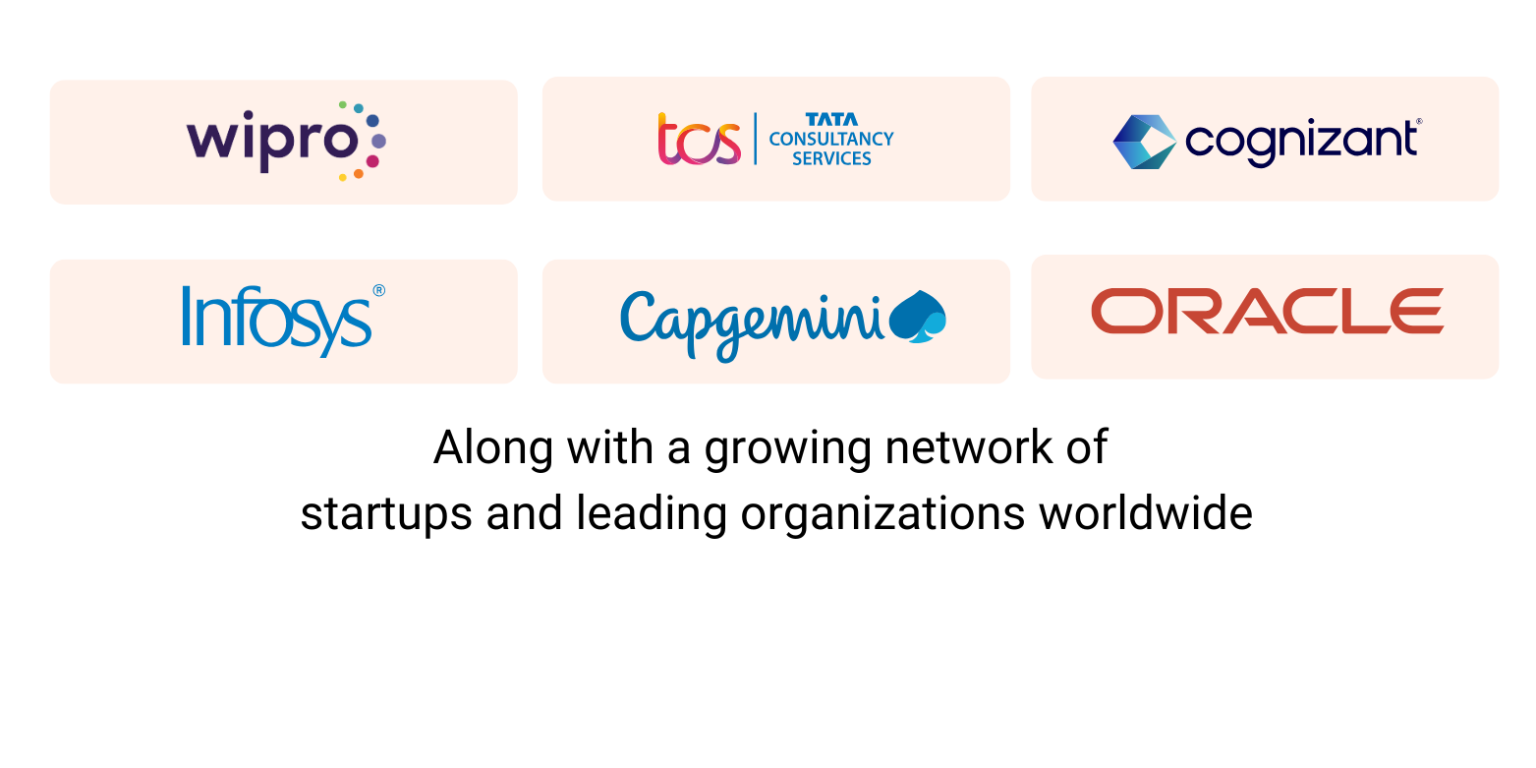 wipro
tcs
TATA
CONSULTANCY
SERVICES
cognizant®
Infosys®
Capgemini
ORACLE
Along with a growing network of
startups and leading organizations worldwide